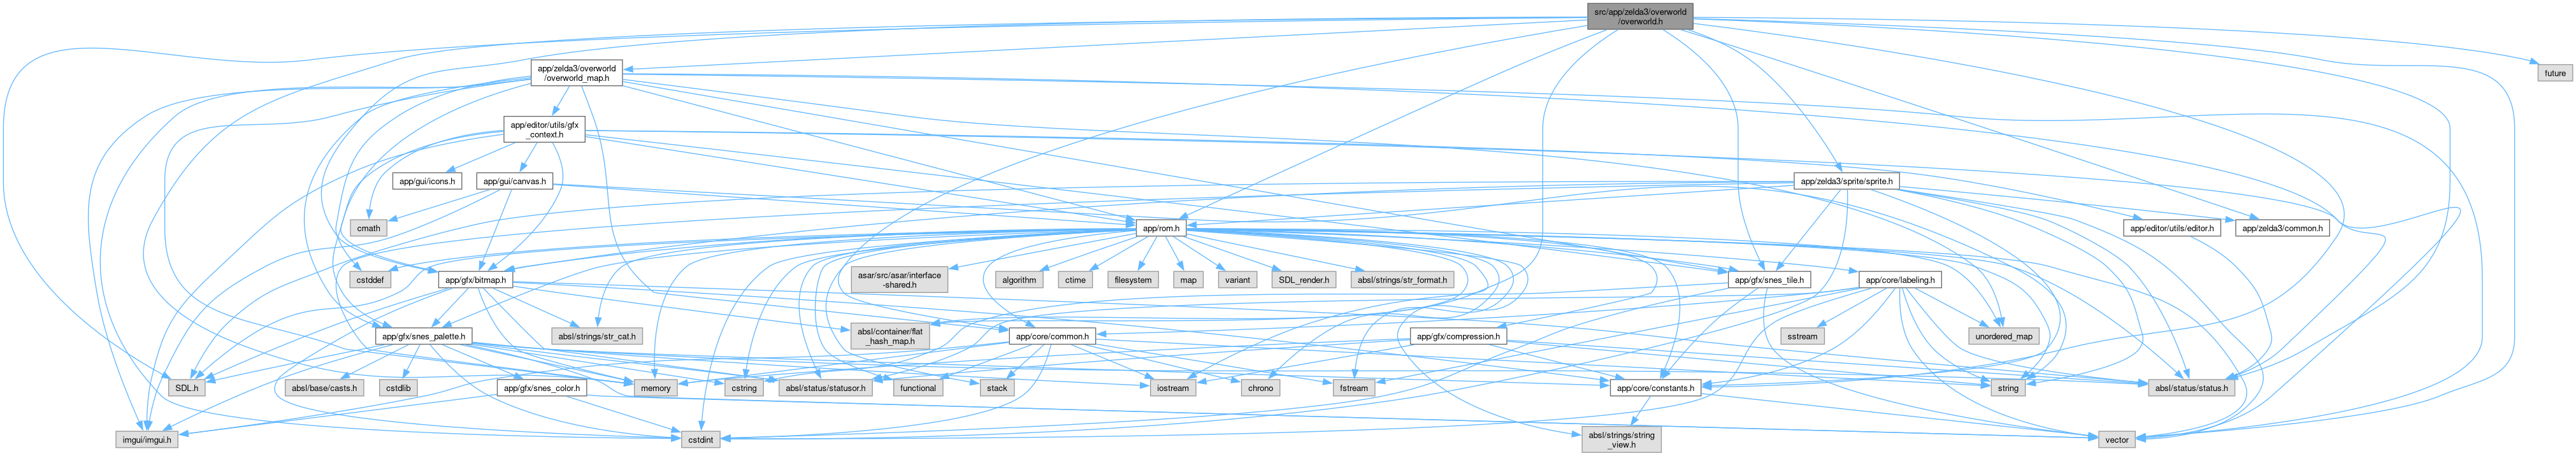 src/app/zelda3/overworld
/overworld.h
app/zelda3/overworld
/overworld_map.h
future
app/editor/utils/gfx
_context.h
app/gui/icons.h
app/gui/canvas.h
app/zelda3/sprite/sprite.h
cmath
app/rom.h
app/editor/utils/editor.h
app/zelda3/common.h
cstddef
app/gfx/bitmap.h
asar/src/asar/interface
-shared.h
algorithm
ctime
filesystem
map
variant
SDL_render.h
absl/strings/str_format.h
app/gfx/snes_tile.h
app/core/labeling.h
app/gfx/snes_palette.h
absl/strings/str_cat.h
absl/container/flat
_hash_map.h
app/core/common.h
app/gfx/compression.h
sstream
unordered_map
SDL.h
absl/base/casts.h
cstdlib
app/gfx/snes_color.h
memory
cstring
absl/status/statusor.h
functional
stack
iostream
chrono
fstream
app/core/constants.h
string
absl/status/status.h
imgui/imgui.h
cstdint
absl/strings/string
_view.h
vector